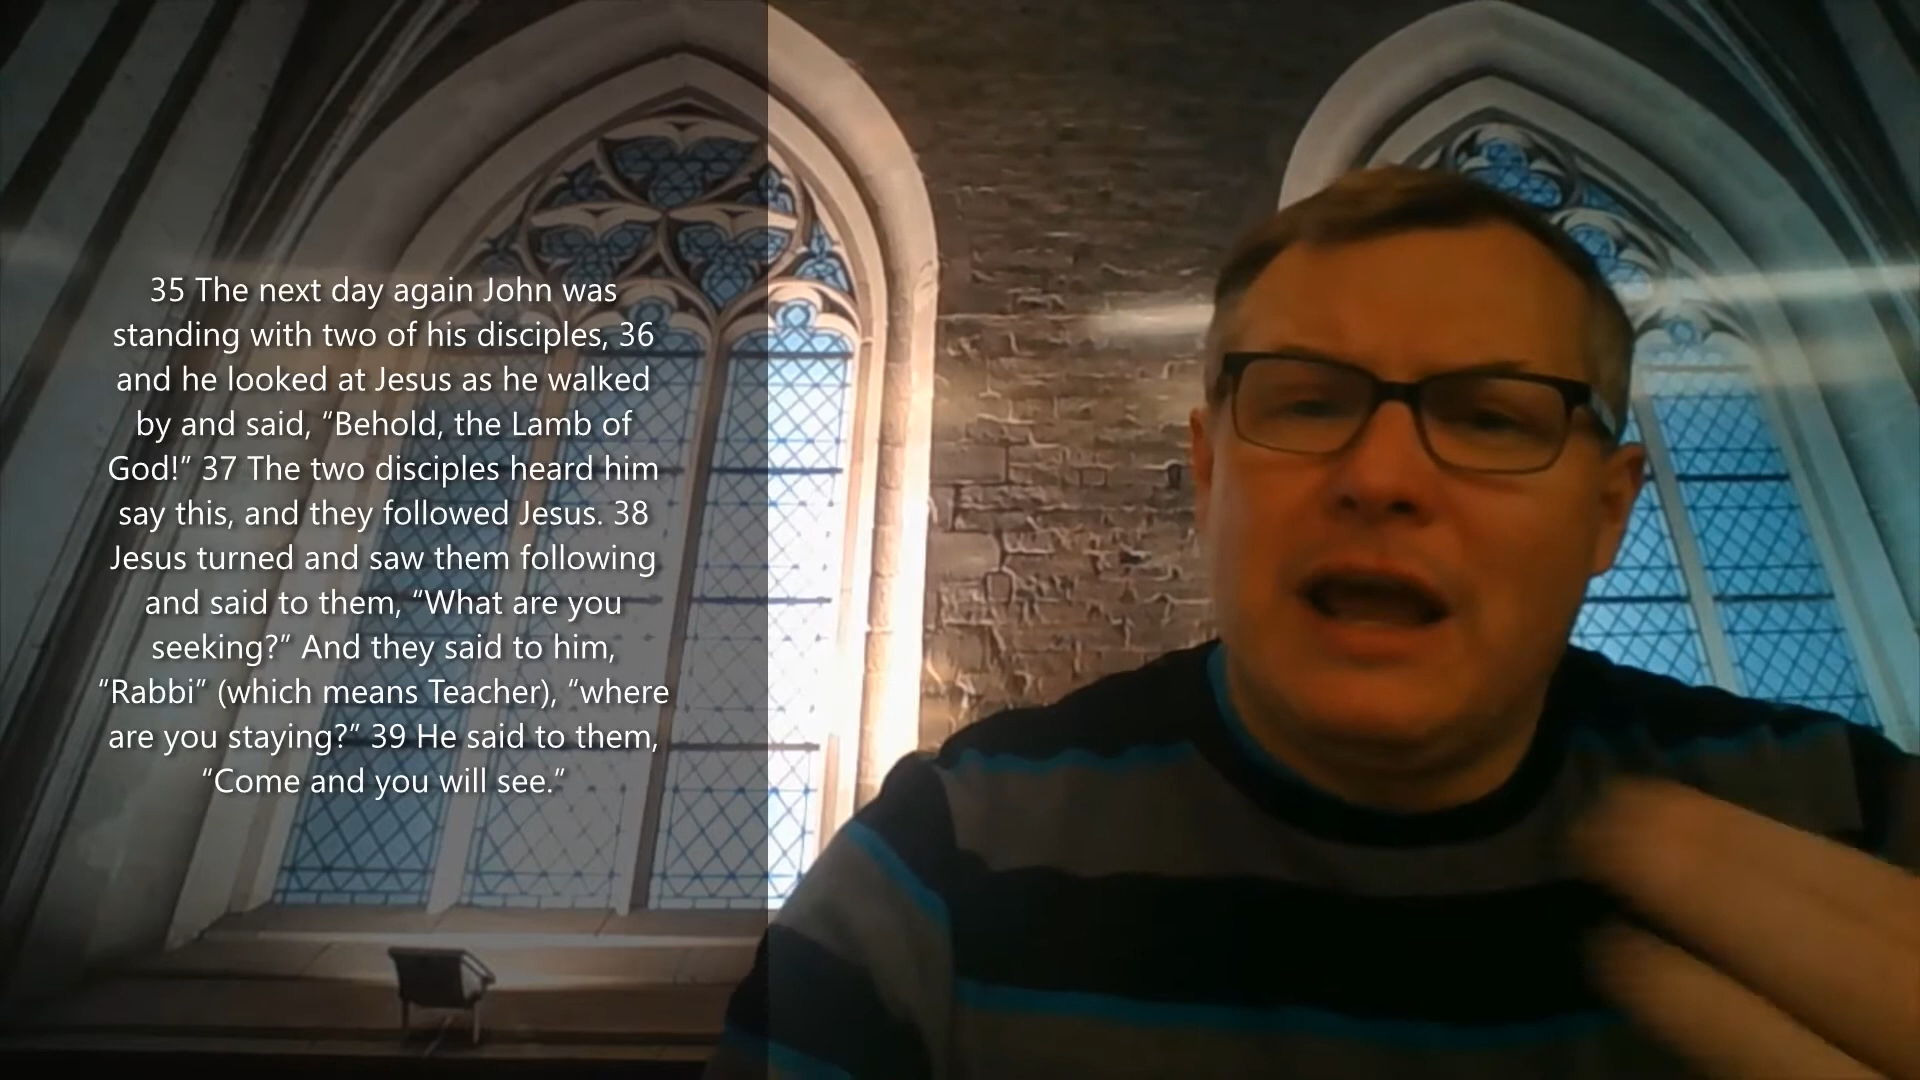 35 The next day again John was
standing with two of his disciples, 36
and he looked at Jesus as he walked
by and said, “Behold, the Lamb of
God!” 37 The two disciples heard him
say this, and they followed Jesus. 38
Jesus turned and saw them following
and said to them, “What are you
seeking?” And they said to him,
“Rabbi” (which means Teacher), “where
are you staying?” 39 He said to them,
“Come and you will see.”